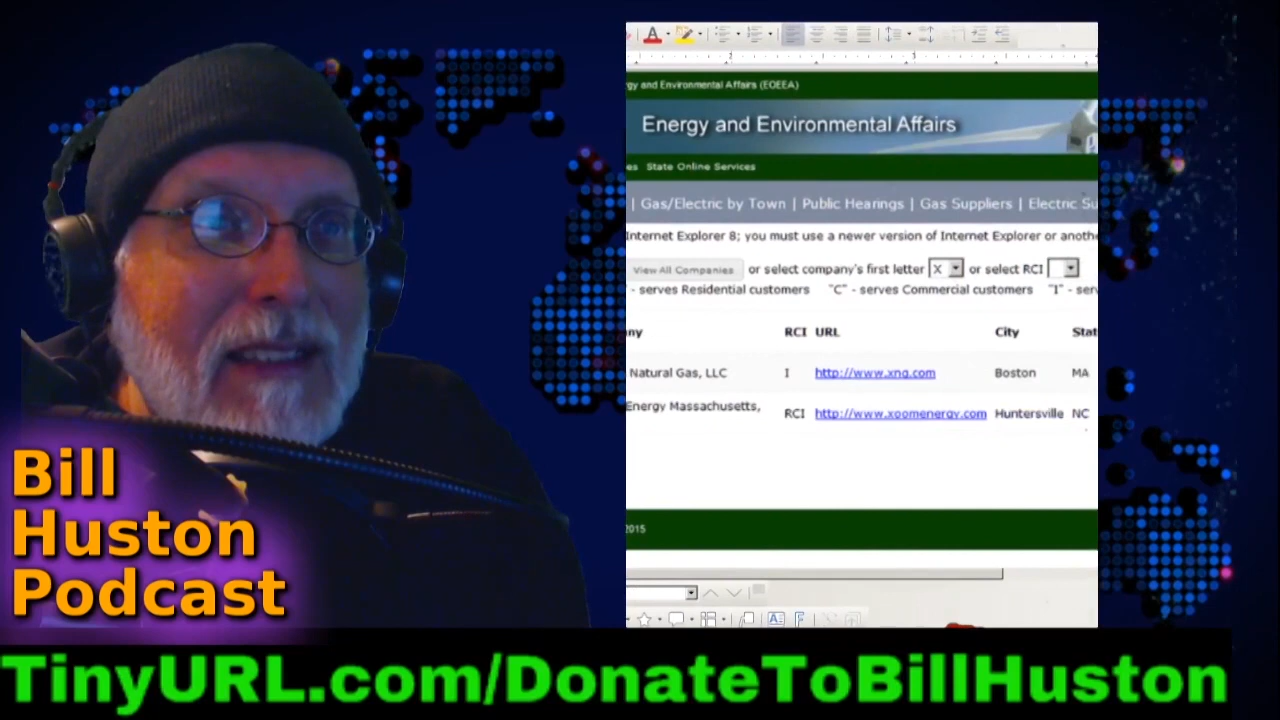 gy and Environmental Affairs (EOEEA)
Energy and Environmental Affairs
es State Online Services
| Gas/Electric by Town | Public Hearings | Gas Suppliers | Electric Su
Internet Explorer 8; you must use a newer version of Internet Explorer or anoth
View All Companies or select company's first letter X or select RCI
- serves Residential customers "C" - serves Commercial customers "I" - ser
ny RCI URL City Stat
Natural Gas, LLC I http://www.xng.com Boston MA
Energy Massachusetts, RCI http://www.xoomenergy.com Huntersville NC
2015
Bill
Huston
Podcast
TinyURL.com/DonateToBillHuston